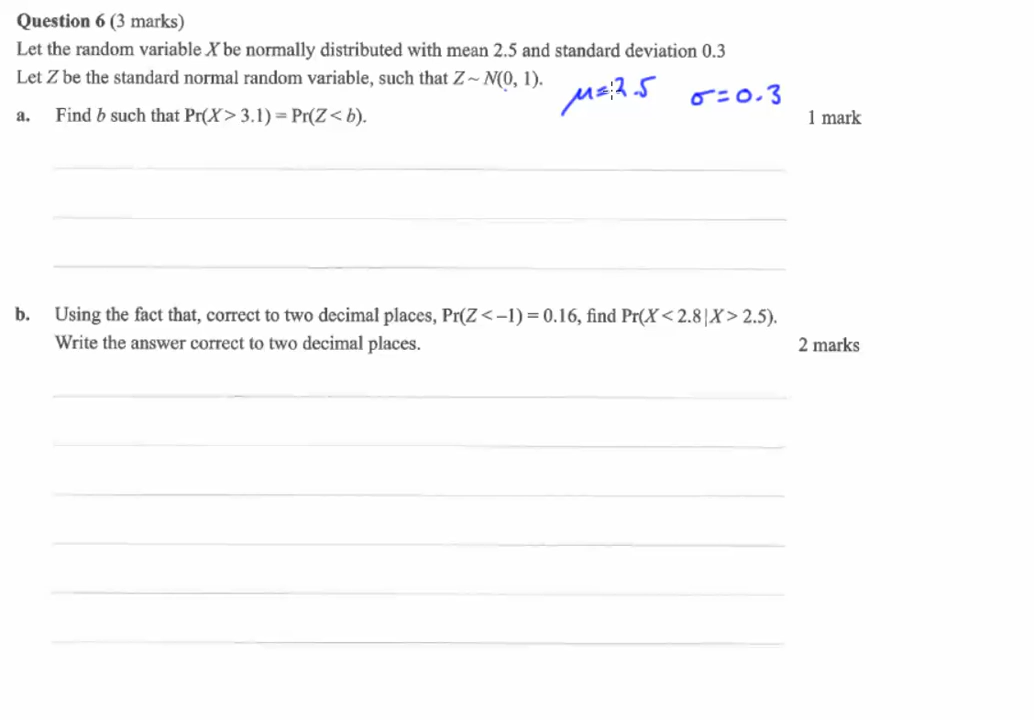 Question 6 (3 marks)
Let the random variable X be normally distributed with mean 2.5 and standard deviation 0.3
Let Z be the standard normal random variable, such that Z ~ N(0, 1).
μ=2.5 σ=0.3
a. Find b such that Pr(X > 3.1) = Pr(Z < b).
1 mark
b. Using the fact that, correct to two decimal places, Pr(Z < –1) = 0.16, find Pr(X < 2.8 | X > 2.5).
Write the answer correct to two decimal places.
2 marks